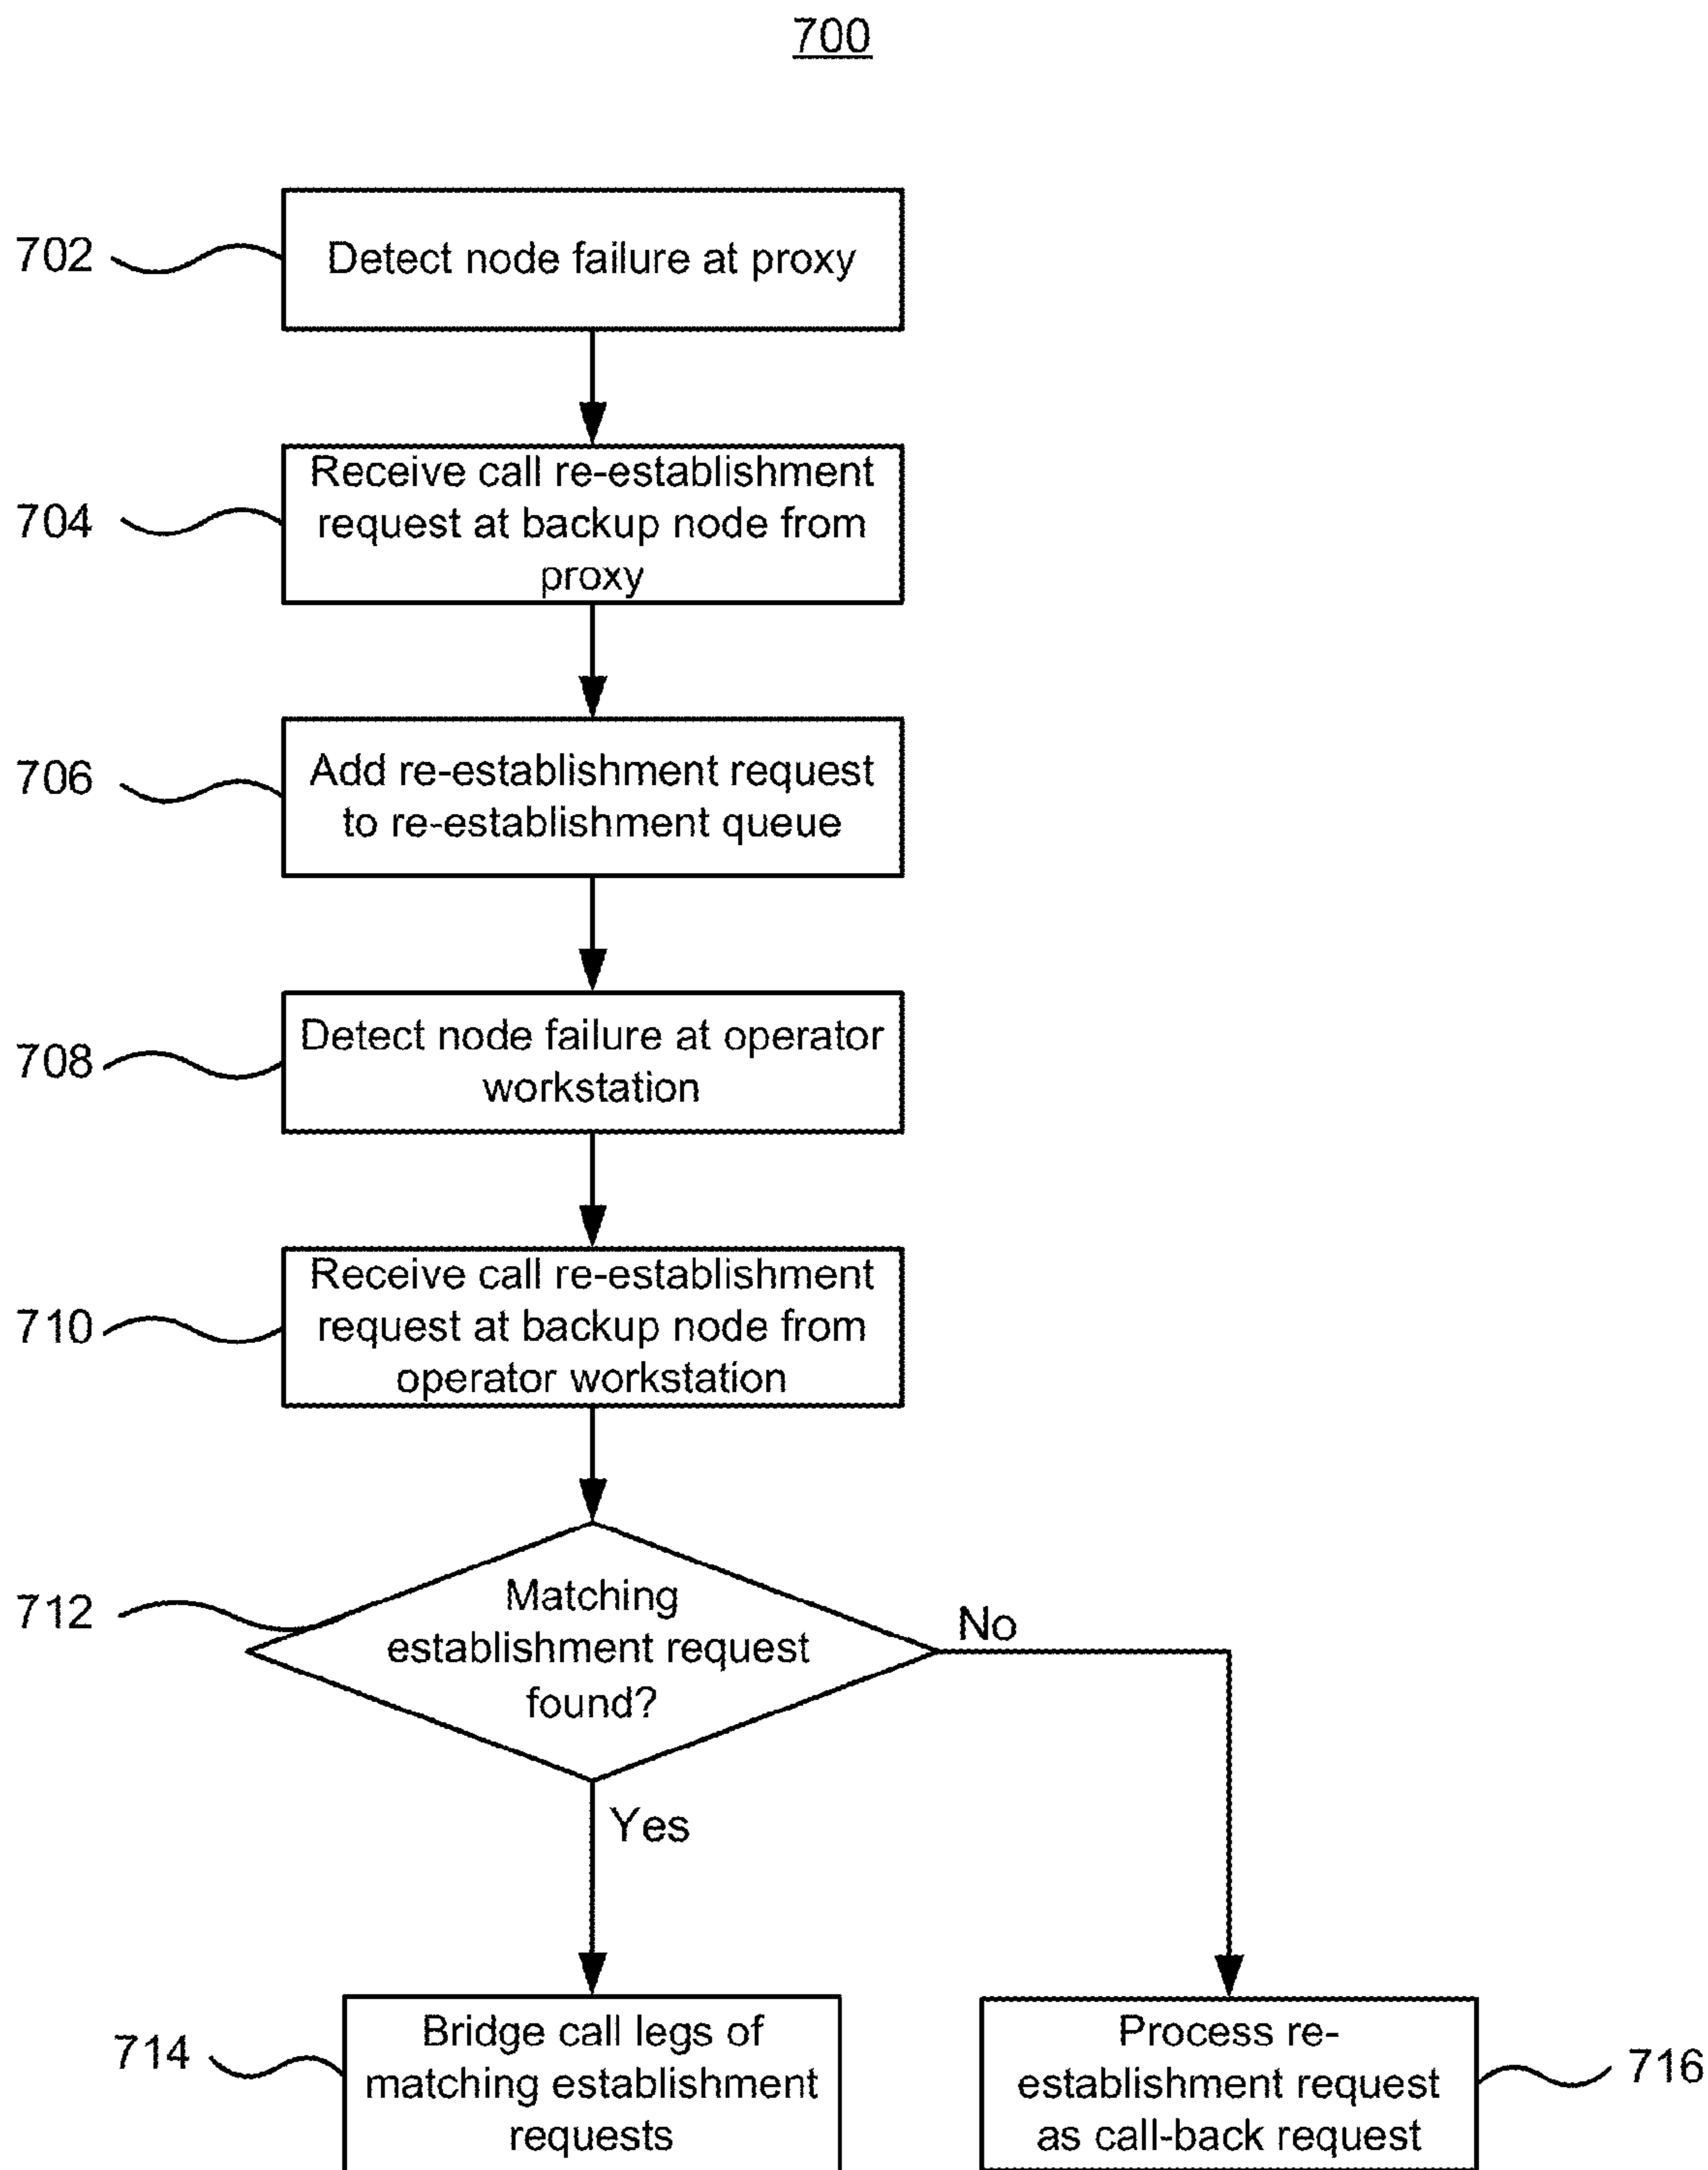 700
702
Detect node failure at proxy
704
Receive call re-establishment
request at backup node from
proxy
706
Add re-establishment request
to re-establishment queue
708
Detect node failure at operator
workstation
710
Receive call re-establishment
request at backup node from
operator workstation
712
Matching
establishment request
found?
No
Yes
714
Bridge call legs of
matching establishment
requests
Process re-
establishment request
as call-back request
716